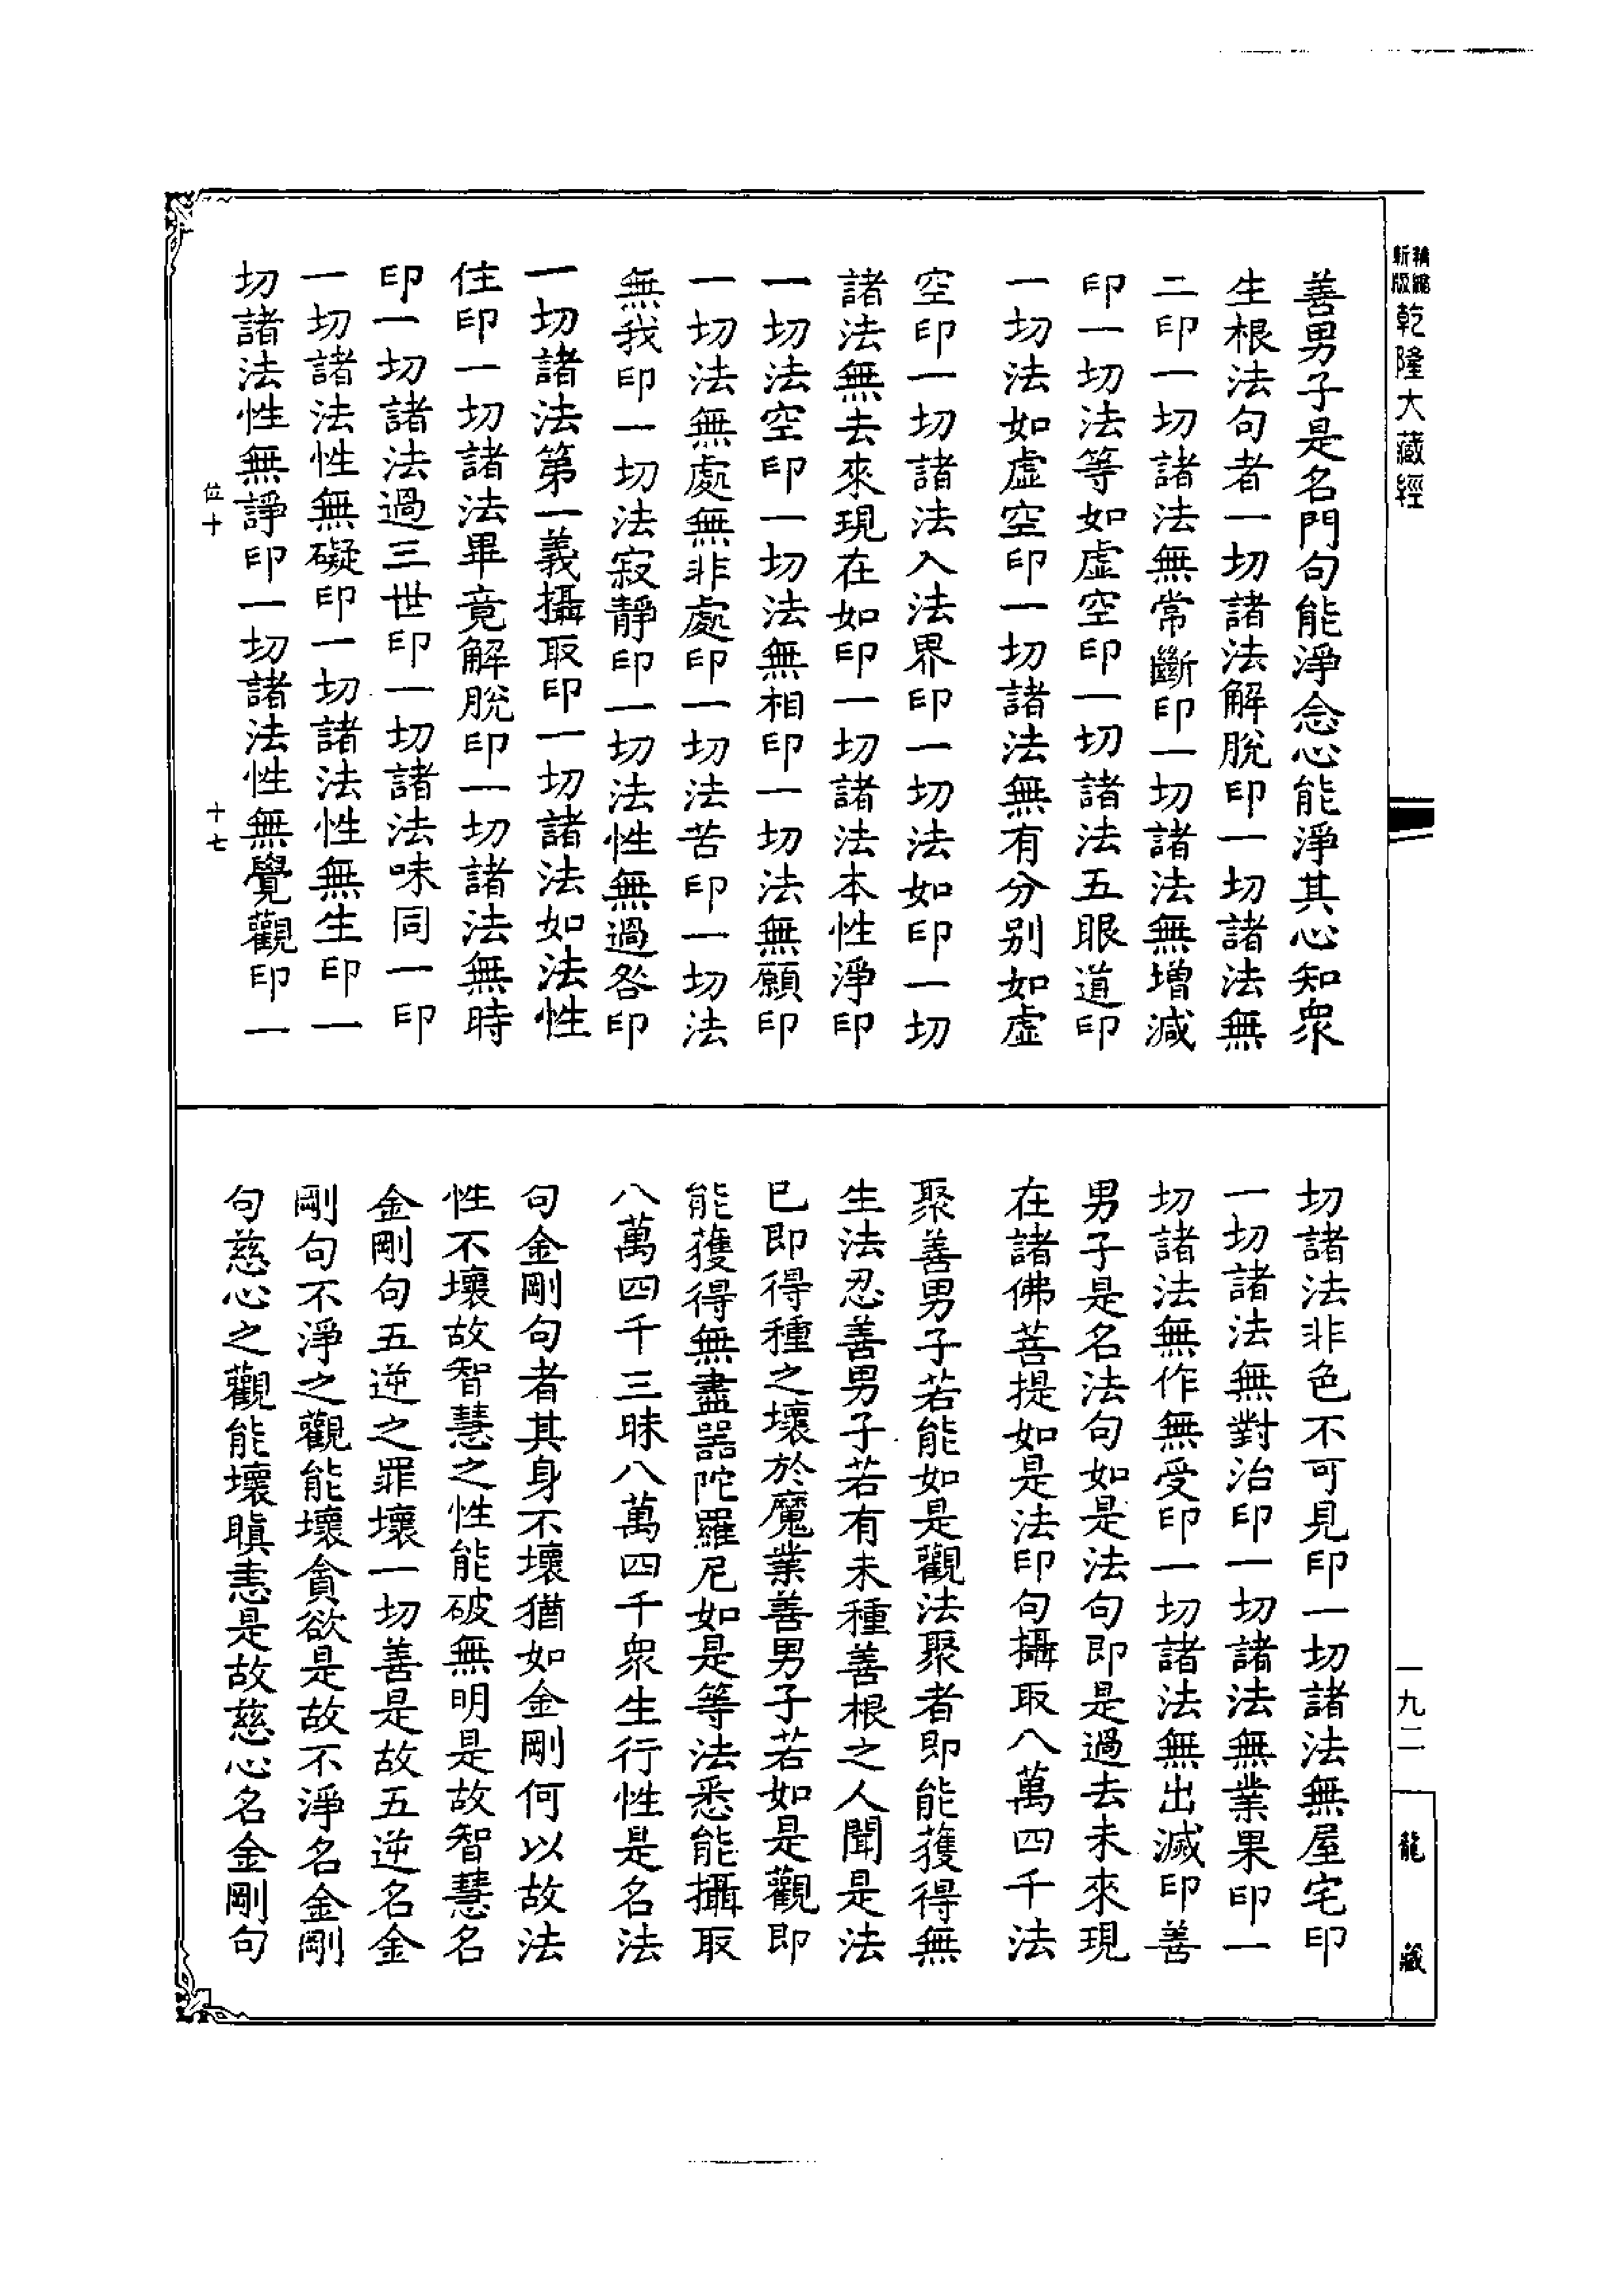 新版精縮乾隆大藏經
善男子是名門句能淨念心能淨其心知衆
生根法句者一切諸法解脫印一切諸法無
二印一切諸法無常斷印一切諸法無增減
印一切法等如虛空印一切諸法五眼道印
一切法如虛空印一切諸法無有分别如虛
空印一切諸法入法界印一切法如印一切
諸法無去來現在如印一切諸法本性淨印
一切法空印一切法無相印一切法無願印
一切法無處無非處印一切法苦印一切法
無我印一切法寂靜印一切法性無過咎印
一切諸法第一義攝取印一切諸法如法性
住印一切諸法畢竟解脫印一切諸法無時
印一切諸法過三世印一切諸法味同一印
一切諸法性無礙印一切諸法性無生印一
切諸法性無諍印一切諸法性無覺觀印一
位十
十七
切諸法非色不可見印一切諸法無屋宅印
一切諸法無對治印一切諸法無業果印一
切諸法無作無受印一切諸法無出滅印善
男子是名法句如是法句即是過去未來現
在諸佛菩提如是法印句攝取八萬四千法
聚善男子若能如是觀法聚者即能獲得無
生法忍善男子若有未種善根之人聞是法
已即得種之壞於魔業善男子若如是觀即
能獲得無盡器陀羅尼如是等法悉能攝取
八萬四千三昧八萬四千衆生行性是名法
句金剛句者其身不壞猶如金剛何以故法
性不壞故智慧之性能破無明是故智慧名
金剛句五逆之罪壞一切善是故五逆名金
剛句不淨之觀能壞貪欲是故不淨名金剛
句慈心之觀能壞瞋恚是故慈心名金剛句
一九二
龍藏